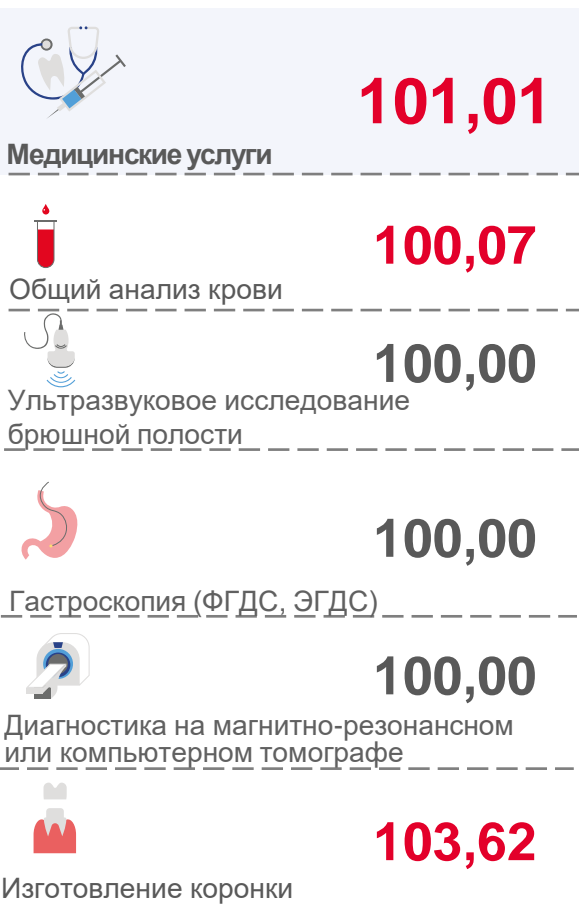 101,01
Медицинские услуги
100,07
Общий анализ крови
100,00
Ультразвуковое исследование
брюшной полости
100,00
Гастроскопия (ФГДС, ЭГДС)
100,00
Диагностика на магнитно-резонансном
или компьютерном томографе
103,62
Изготовление коронки